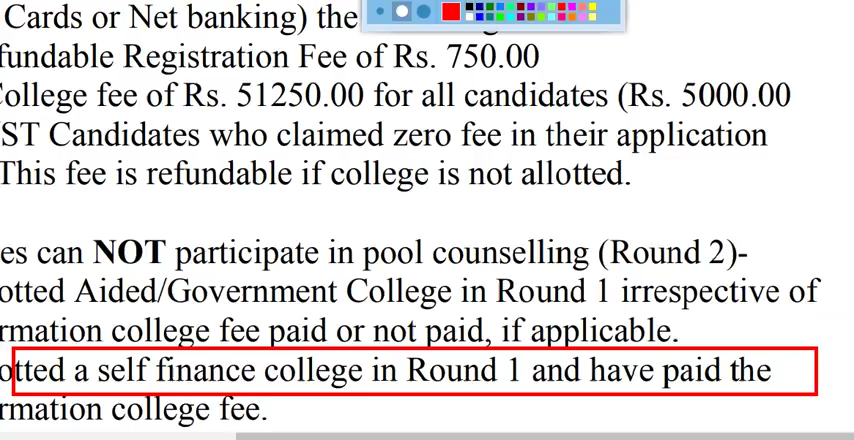 Cards or Net banking) the
fundable Registration Fee of Rs. 750.00
College fee of Rs. 51250.00 for all candidates (Rs. 5000.00
ST Candidates who claimed zero fee in their application
This fee is refundable if college is not allotted.
es can NOT participate in pool counselling (Round 2)-
otted Aided/Government College in Round 1 irrespective of
rmation college fee paid or not paid, if applicable.
otted a self finance college in Round 1 and have paid the
rmation college fee.